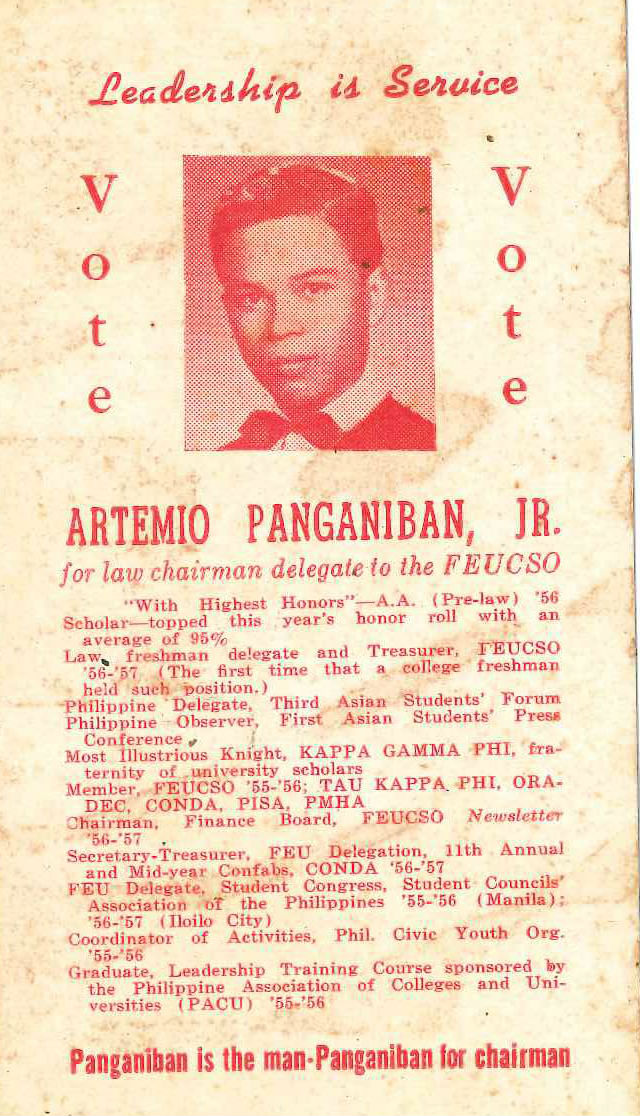 Leadership is Service
Vote
Vote
ARTEMIO PANGANIBAN, JR.
for law chairman delegate to the FEUCSO
"With Highest Honors"—A.A. (Pre-law) '56
Scholar—topped this year's honor roll with an
average of 95%
Law freshman delegate and Treasurer, FEUCSO
'56-'57 (The first time that a college freshman
held such position.)
Philippine Delegate, Third Asian Students' Forum
Philippine Observer, First Asian Students' Press
Conference
Most Illustrious Knight, KAPPA GAMMA PHI, fra-
ternity of university scholars
Member, FEUCSO '55-'56; TAU KAPPA PHI, ORA-
DEC, CONDA, PISA, PMHA
Chairman, Finance Board, FEUCSO Newsletter
'56-'57
Secretary-Treasurer, FEU Delegation, 11th Annual
and Mid-year Confabs, CONDA '56-'57
FEU Delegate, Student Congress, Student Councils'
Association of the Philippines '55-'56 (Manila);
'56-'57 (Iloilo City)
Coordinator of Activities, Phil. Civic Youth Org.
'55-'56
Graduate, Leadership Training Course sponsored by
the Philippine Association of Colleges and Uni-
versities (PACU) '55-'56
Panganiban is the man-Panganiban for chairman